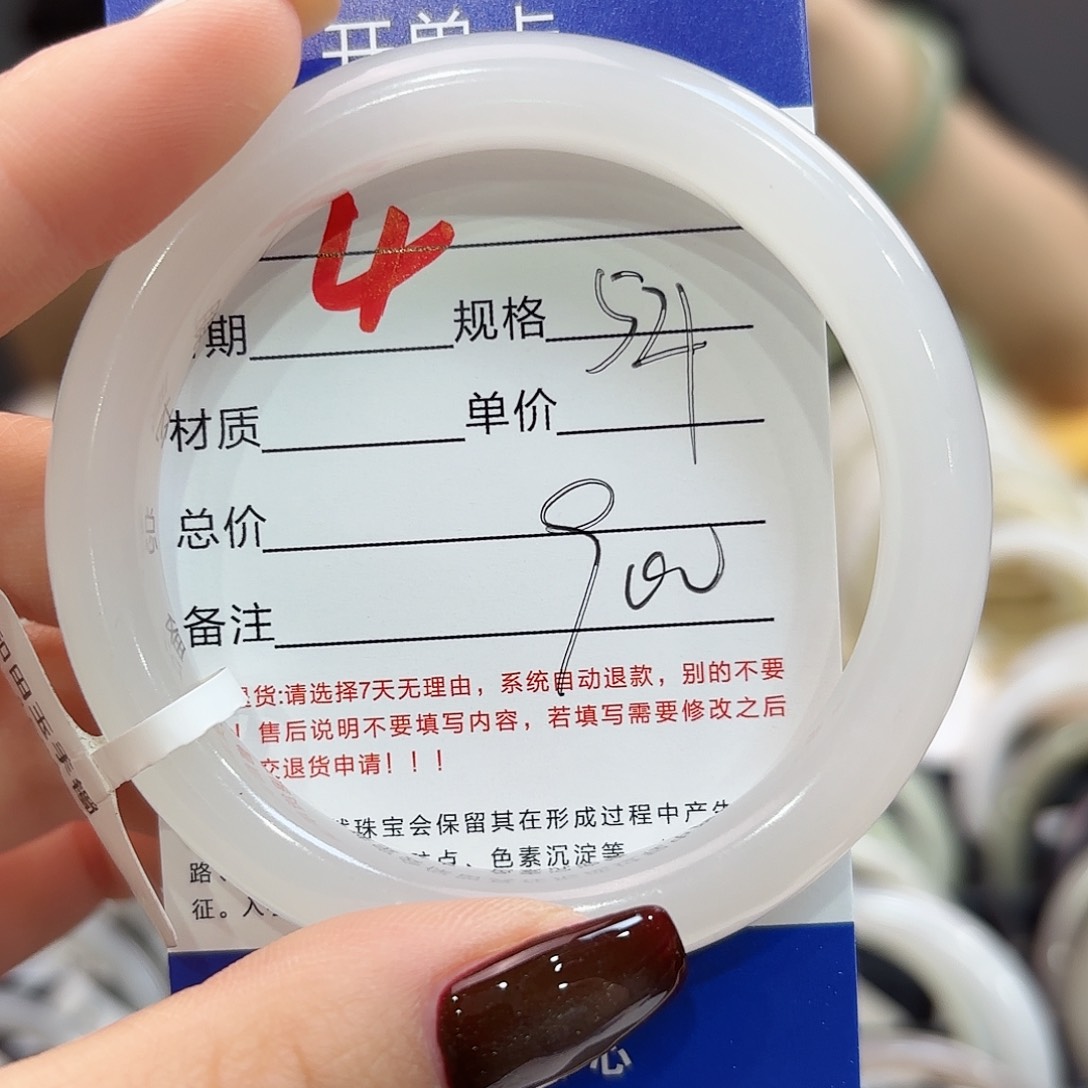 开单卡
4
期 规格 54
材质 单价
总价 900
备注
货:请选择7天无理由，系统自动退款，别的不要
！售后说明不要填写内容，若填写需要修改之后
交退货申请！！！
珠宝会保留其在形成过程中产生
点、色素沉淀等
路
征。入
心